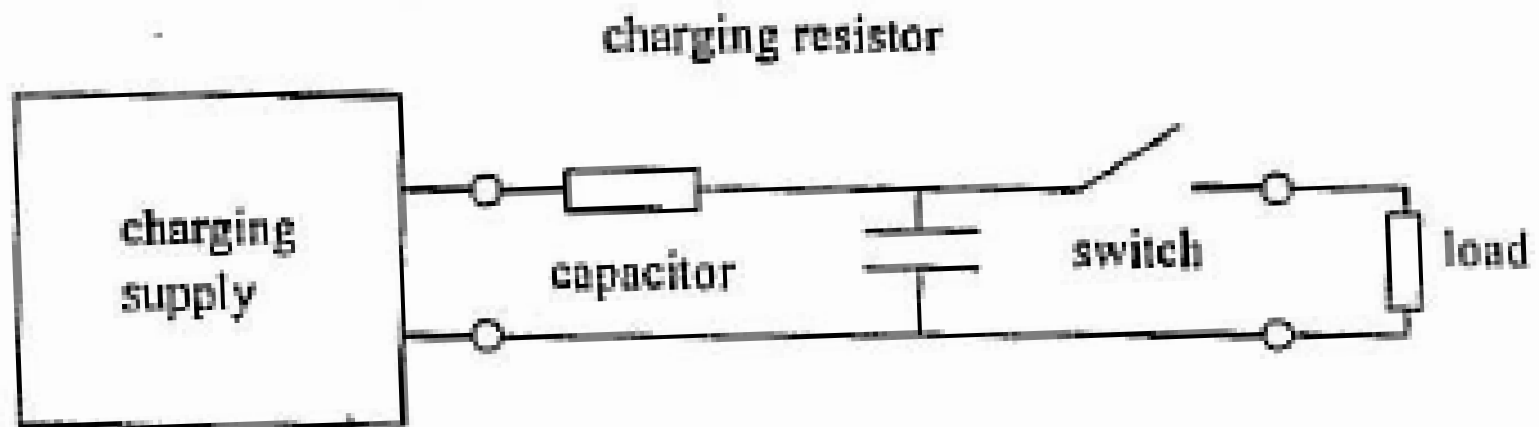 charging resistor
charging
supply
capacitor
switch
load